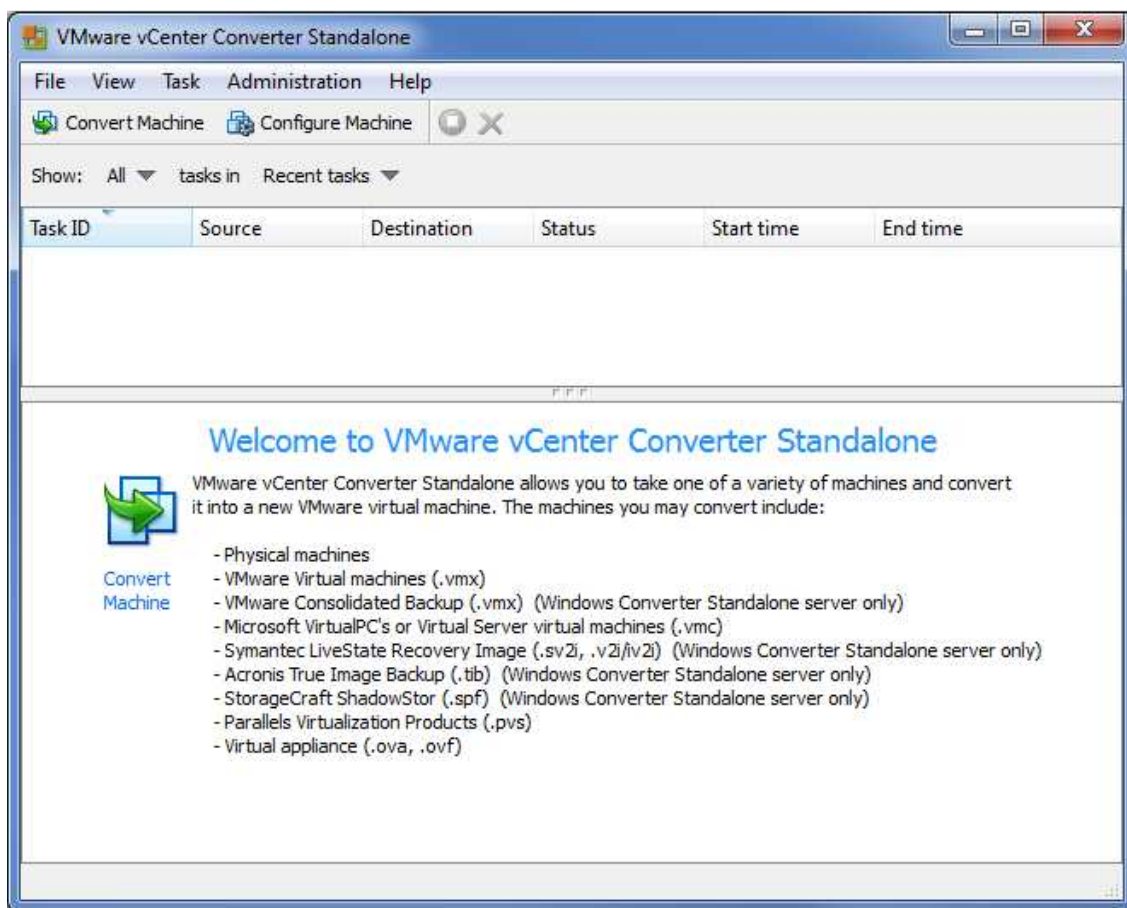 VMware vCenter Converter Standalone
File View Task Administration Help
Convert Machine Configure Machine
Show: All tasks in Recent tasks
Task ID Source Destination Status Start time End time
Welcome to VMware vCenter Converter Standalone
VMware vCenter Converter Standalone allows you to take one of a variety of machines and convert
it into a new VMware virtual machine. The machines you may convert include:
- Physical machines
- VMware Virtual machines (.vmx)
- VMware Consolidated Backup (.vmx) (Windows Converter Standalone server only)
- Microsoft VirtualPC's or Virtual Server virtual machines (.vmc)
- Symantec LiveState Recovery Image (.sv2i, .v2i/iv2i) (Windows Converter Standalone server only)
- Acronis True Image Backup (.tib) (Windows Converter Standalone server only)
- StorageCraft ShadowStor (.spf) (Windows Converter Standalone server only)
- Parallels Virtualization Products (.pvs)
- Virtual appliance (.ova, .ovf)
Convert
Machine